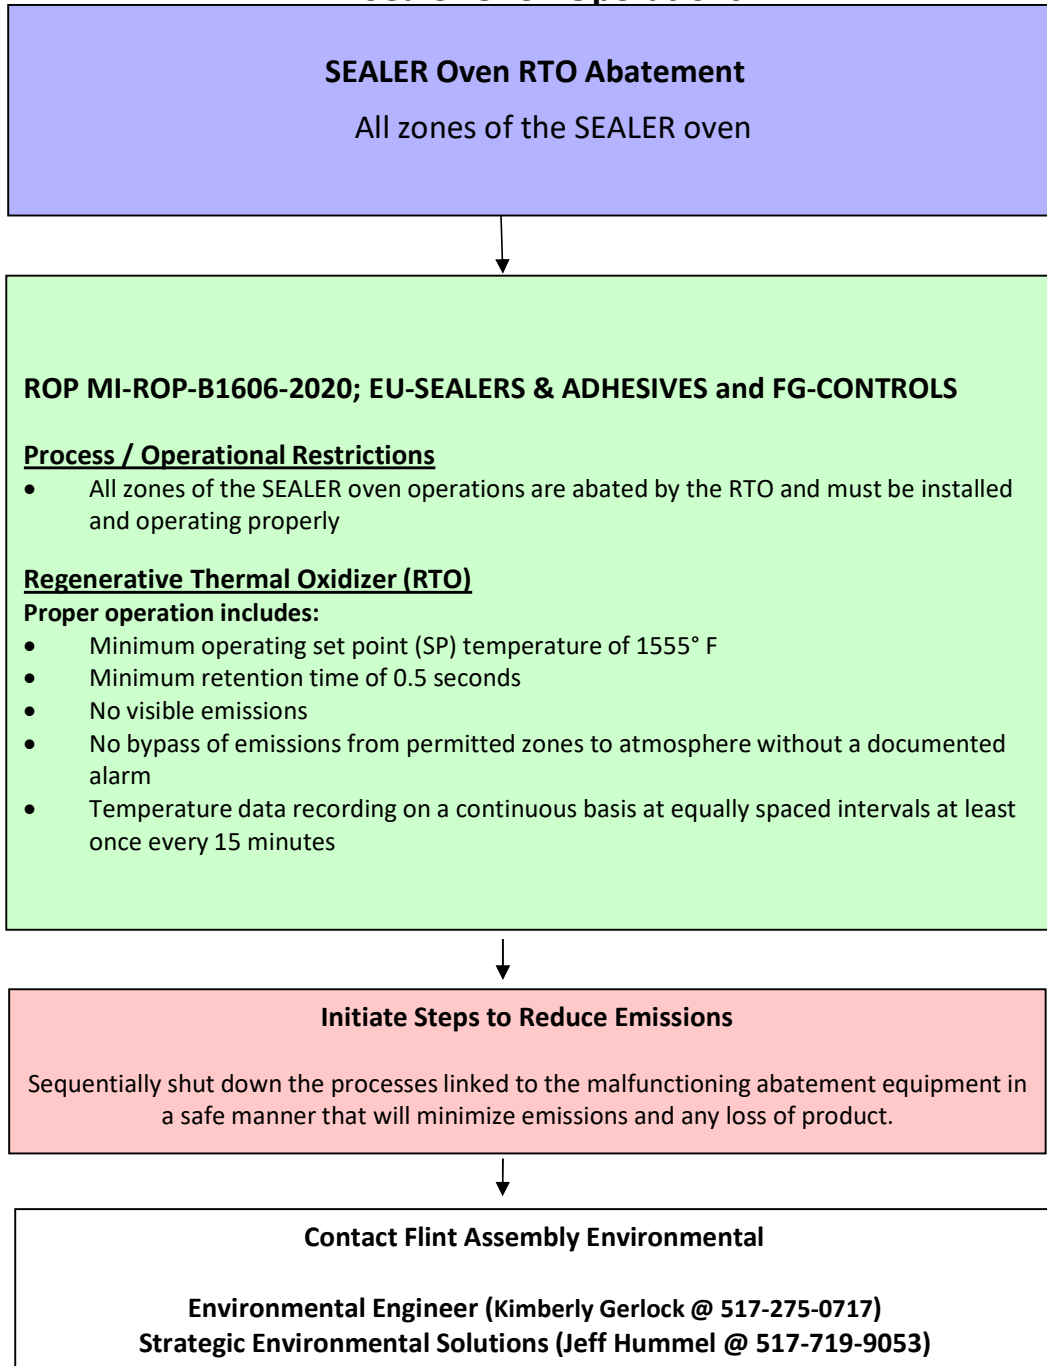 SEALER Oven RTO Abatement
All zones of the SEALER oven
ROP MI-ROP-B1606-2020; EU-SEALERS & ADHESIVES and FG-CONTROLS
Process / Operational Restrictions
• All zones of the SEALER oven operations are abated by the RTO and must be installed
and operating properly
Regenerative Thermal Oxidizer (RTO)
Proper operation includes:
• Minimum operating set point (SP) temperature of 1555° F
• Minimum retention time of 0.5 seconds
• No visible emissions
• No bypass of emissions from permitted zones to atmosphere without a documented
alarm
• Temperature data recording on a continuous basis at equally spaced intervals at least
once every 15 minutes
Initiate Steps to Reduce Emissions
Sequentially shut down the processes linked to the malfunctioning abatement equipment in
a safe manner that will minimize emissions and any loss of product.
Contact Flint Assembly Environmental
Environmental Engineer (Kimberly Gerlock @ 517-275-0717)
Strategic Environmental Solutions (Jeff Hummel @ 517-719-9053)